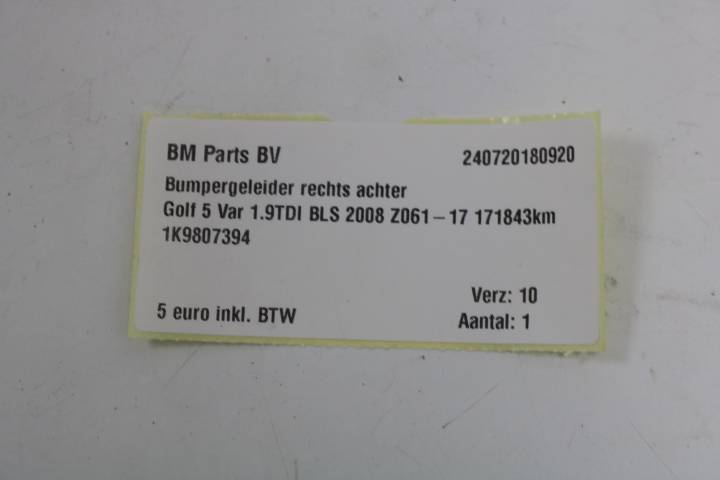 BM Parts BV 240720180920
Bumpergeleider rechts achter
Golf 5 Var 1.9TDI BLS 2008 Z061-17 171843km
1K9807394
Verz: 10
5 euro inkl. BTW Aantal: 1